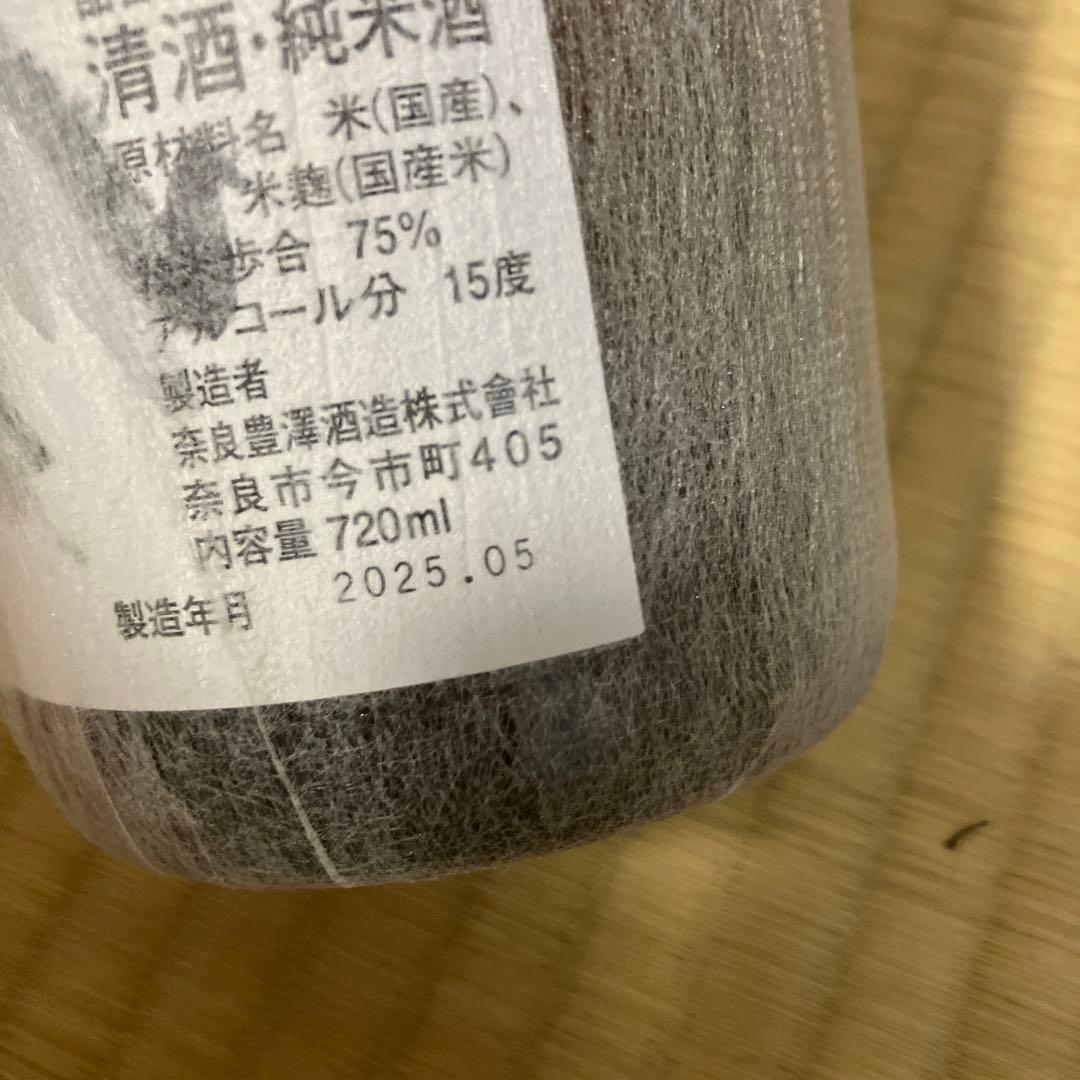 清酒・純米酒
原材料名 米(国産)、
米麹(国産米)
歩合 75%
アルコール分 15度
製造者
奈良豊澤酒造株式會社
奈良市今市町405
内容量 720ml
製造年月 2025.05